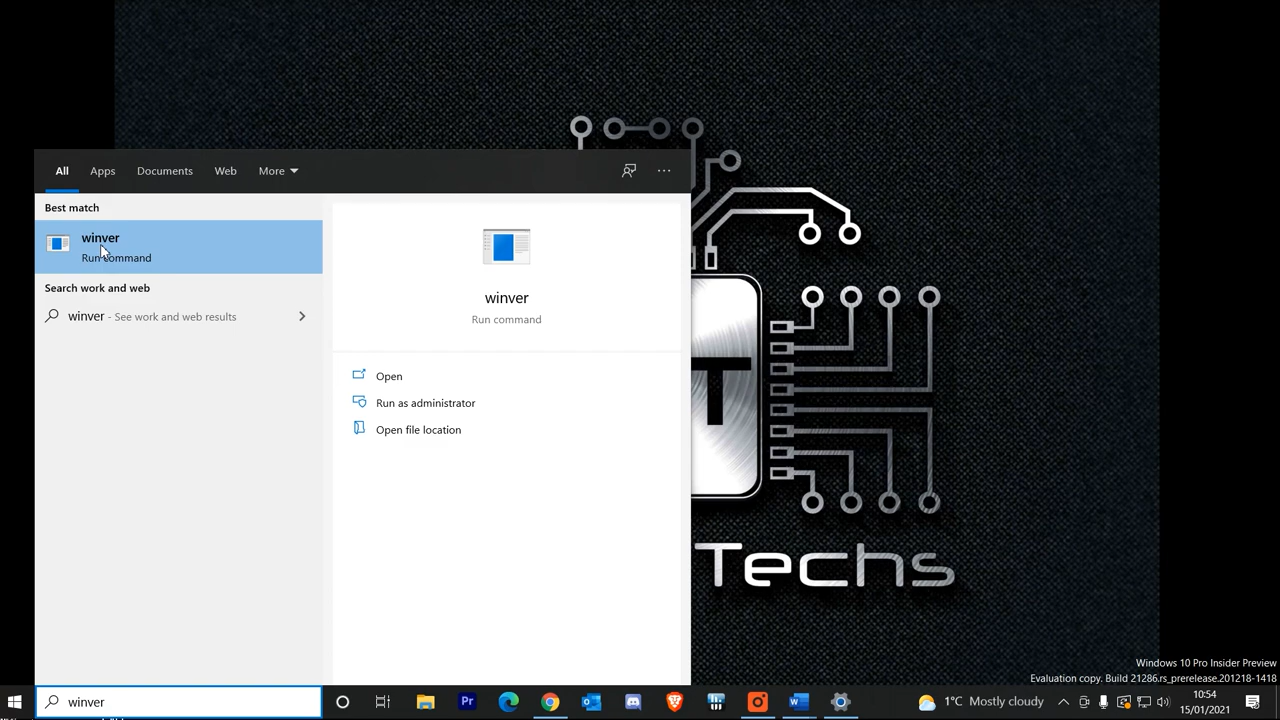 All Apps Documents Web More
Best match
winver
Run command
Search work and web
winver - See work and web results
winver
Run command
Open
Run as administrator
Open file location
T
Techs
Windows 10 Pro Insider Preview
Evaluation copy. Build 21286.rs_prerelease.201218-1418
winver
Pr
1°C Mostly cloudy
10:54
15/01/2021